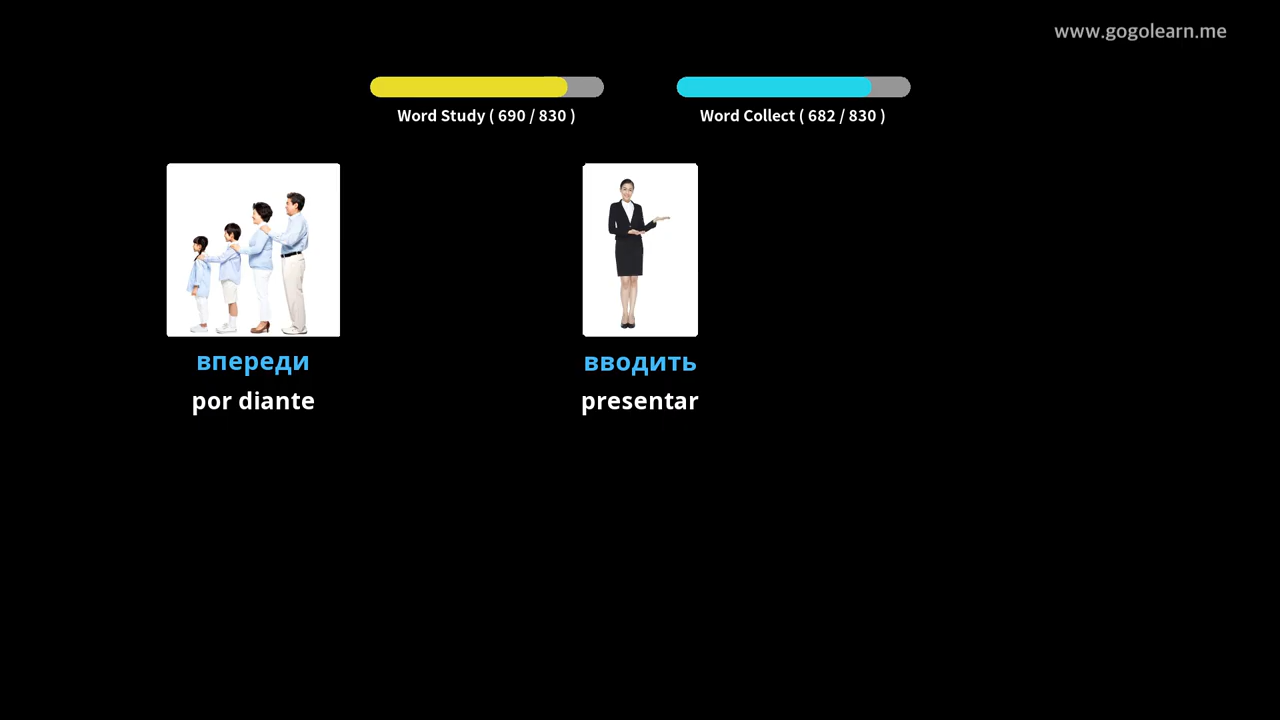 www.gogolearn.me
Word Study ( 690 / 830 )
Word Collect ( 682 / 830 )
впереди
por diante
вводить
presentar